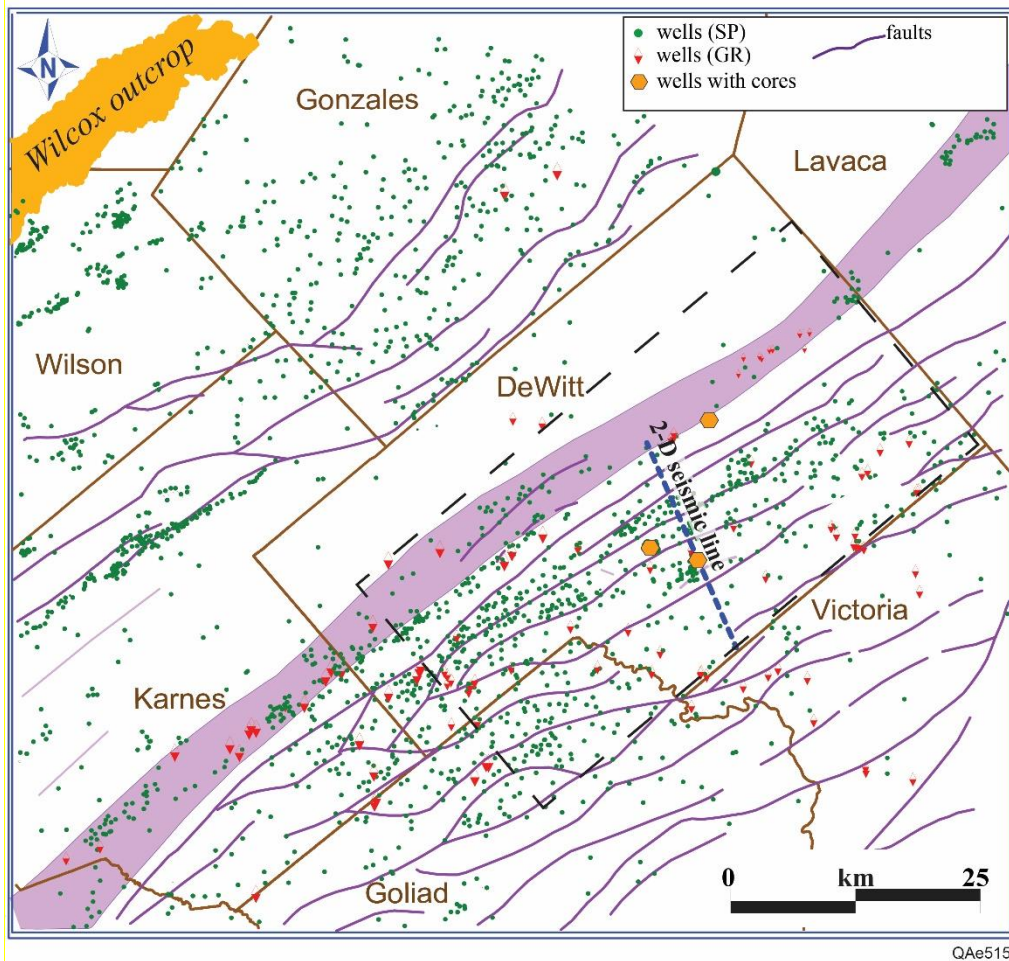 wells (SP)
wells (GR)
wells with cores
faults
N
Wilcox outcrop
Gonzales
Lavaca
Wilson
DeWitt
2-D seismic line
Victoria
Karnes
Goliad
0 km 25
QAe515